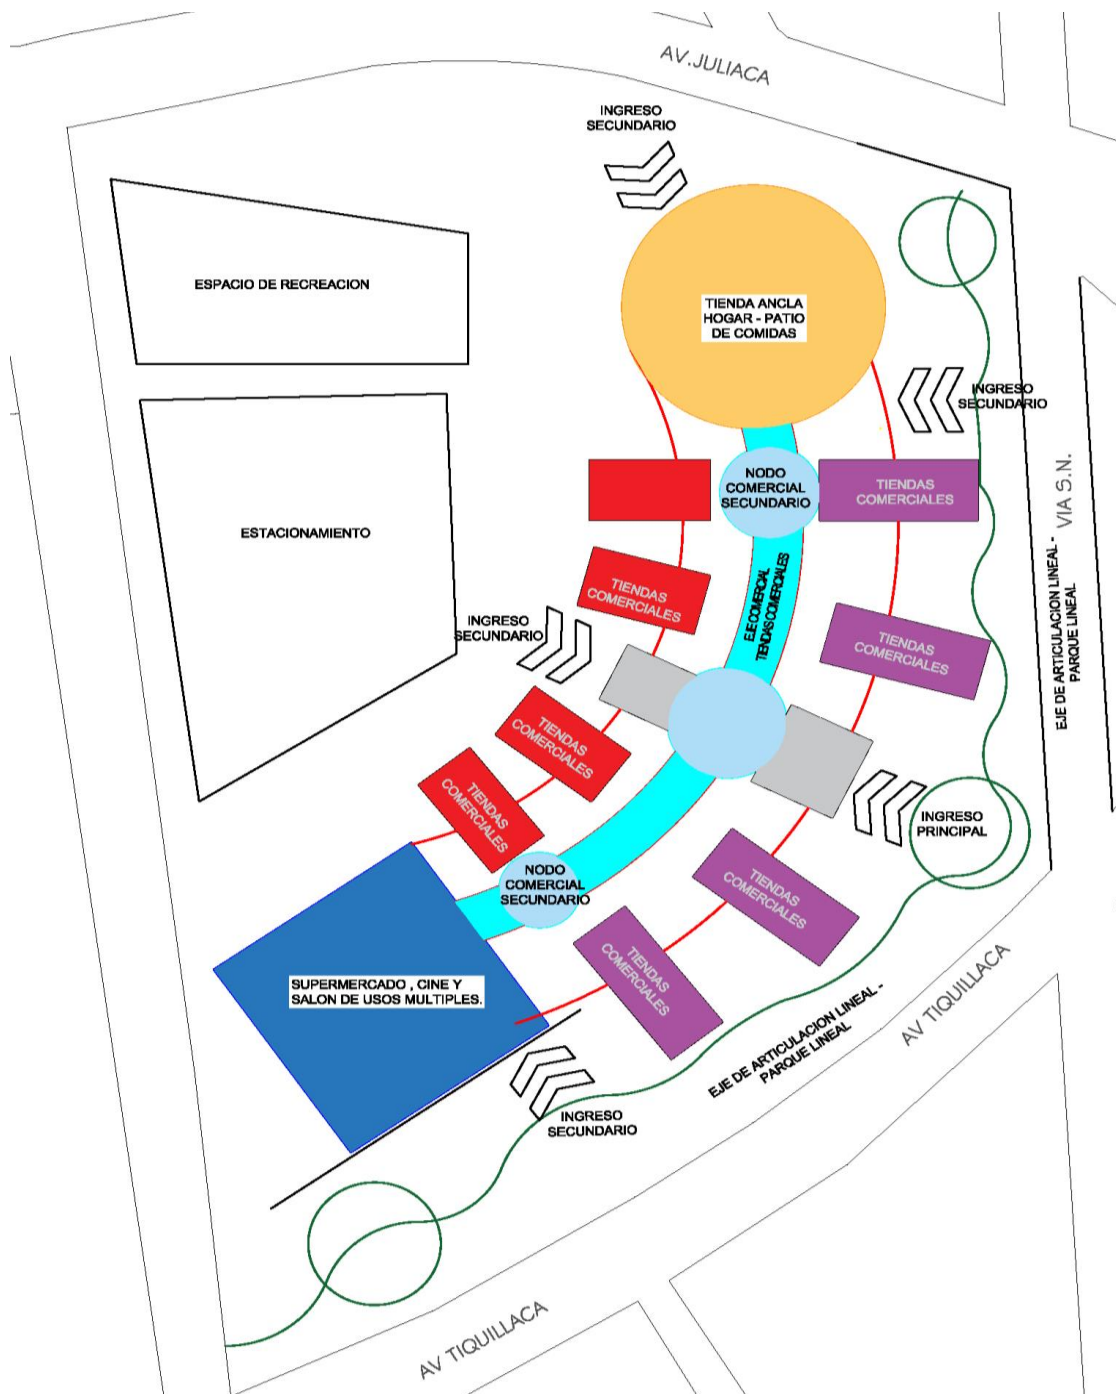 AV.JULIACA
INGRESO
SECUNDARIO
ESPACIO DE RECREACION
TIENDA ANCLA
HOGAR - PATIO
DE COMIDAS
INGRESO
SECUNDARIO
NODO
COMERCIAL
SECUNDARIO
TIENDAS
COMERCIALES
VIA S.N.
EJE DE ARTICULACION LINEAL -
PARQUE LINEAL
ESTACIONAMIENTO
TIENDAS
COMERCIALES
EJE COMERCIAL
TIENDAS COMERCIALES
INGRESO
SECUNDARIO
TIENDAS
COMERCIALES
TIENDAS
COMERCIALES
TIENDAS
COMERCIALES
INGRESO
PRINCIPAL
NODO
COMERCIAL
SECUNDARIO
TIENDAS
COMERCIALES
TIENDAS
COMERCIALES
SUPERMERCADO , CINE Y
SALON DE USOS MULTIPLES.
EJE DE ARTICULACION LINEAL -
PARQUE LINEAL
AV TIQUILLACA
INGRESO
SECUNDARIO
AV TIQUILLACA